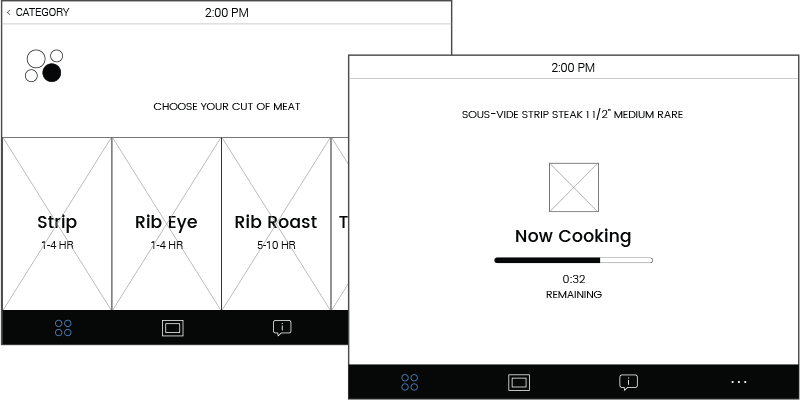 < CATEGORY
2:00 PM
CHOOSE YOUR CUT OF MEAT
Strip
1-4 HR
Rib Eye
1-4 HR
Rib Roast
5-10 HR
T
2:00 PM
SOUS-VIDE STRIP STEAK 1 1/2" MEDIUM RARE
Now Cooking
0:32
REMAINING